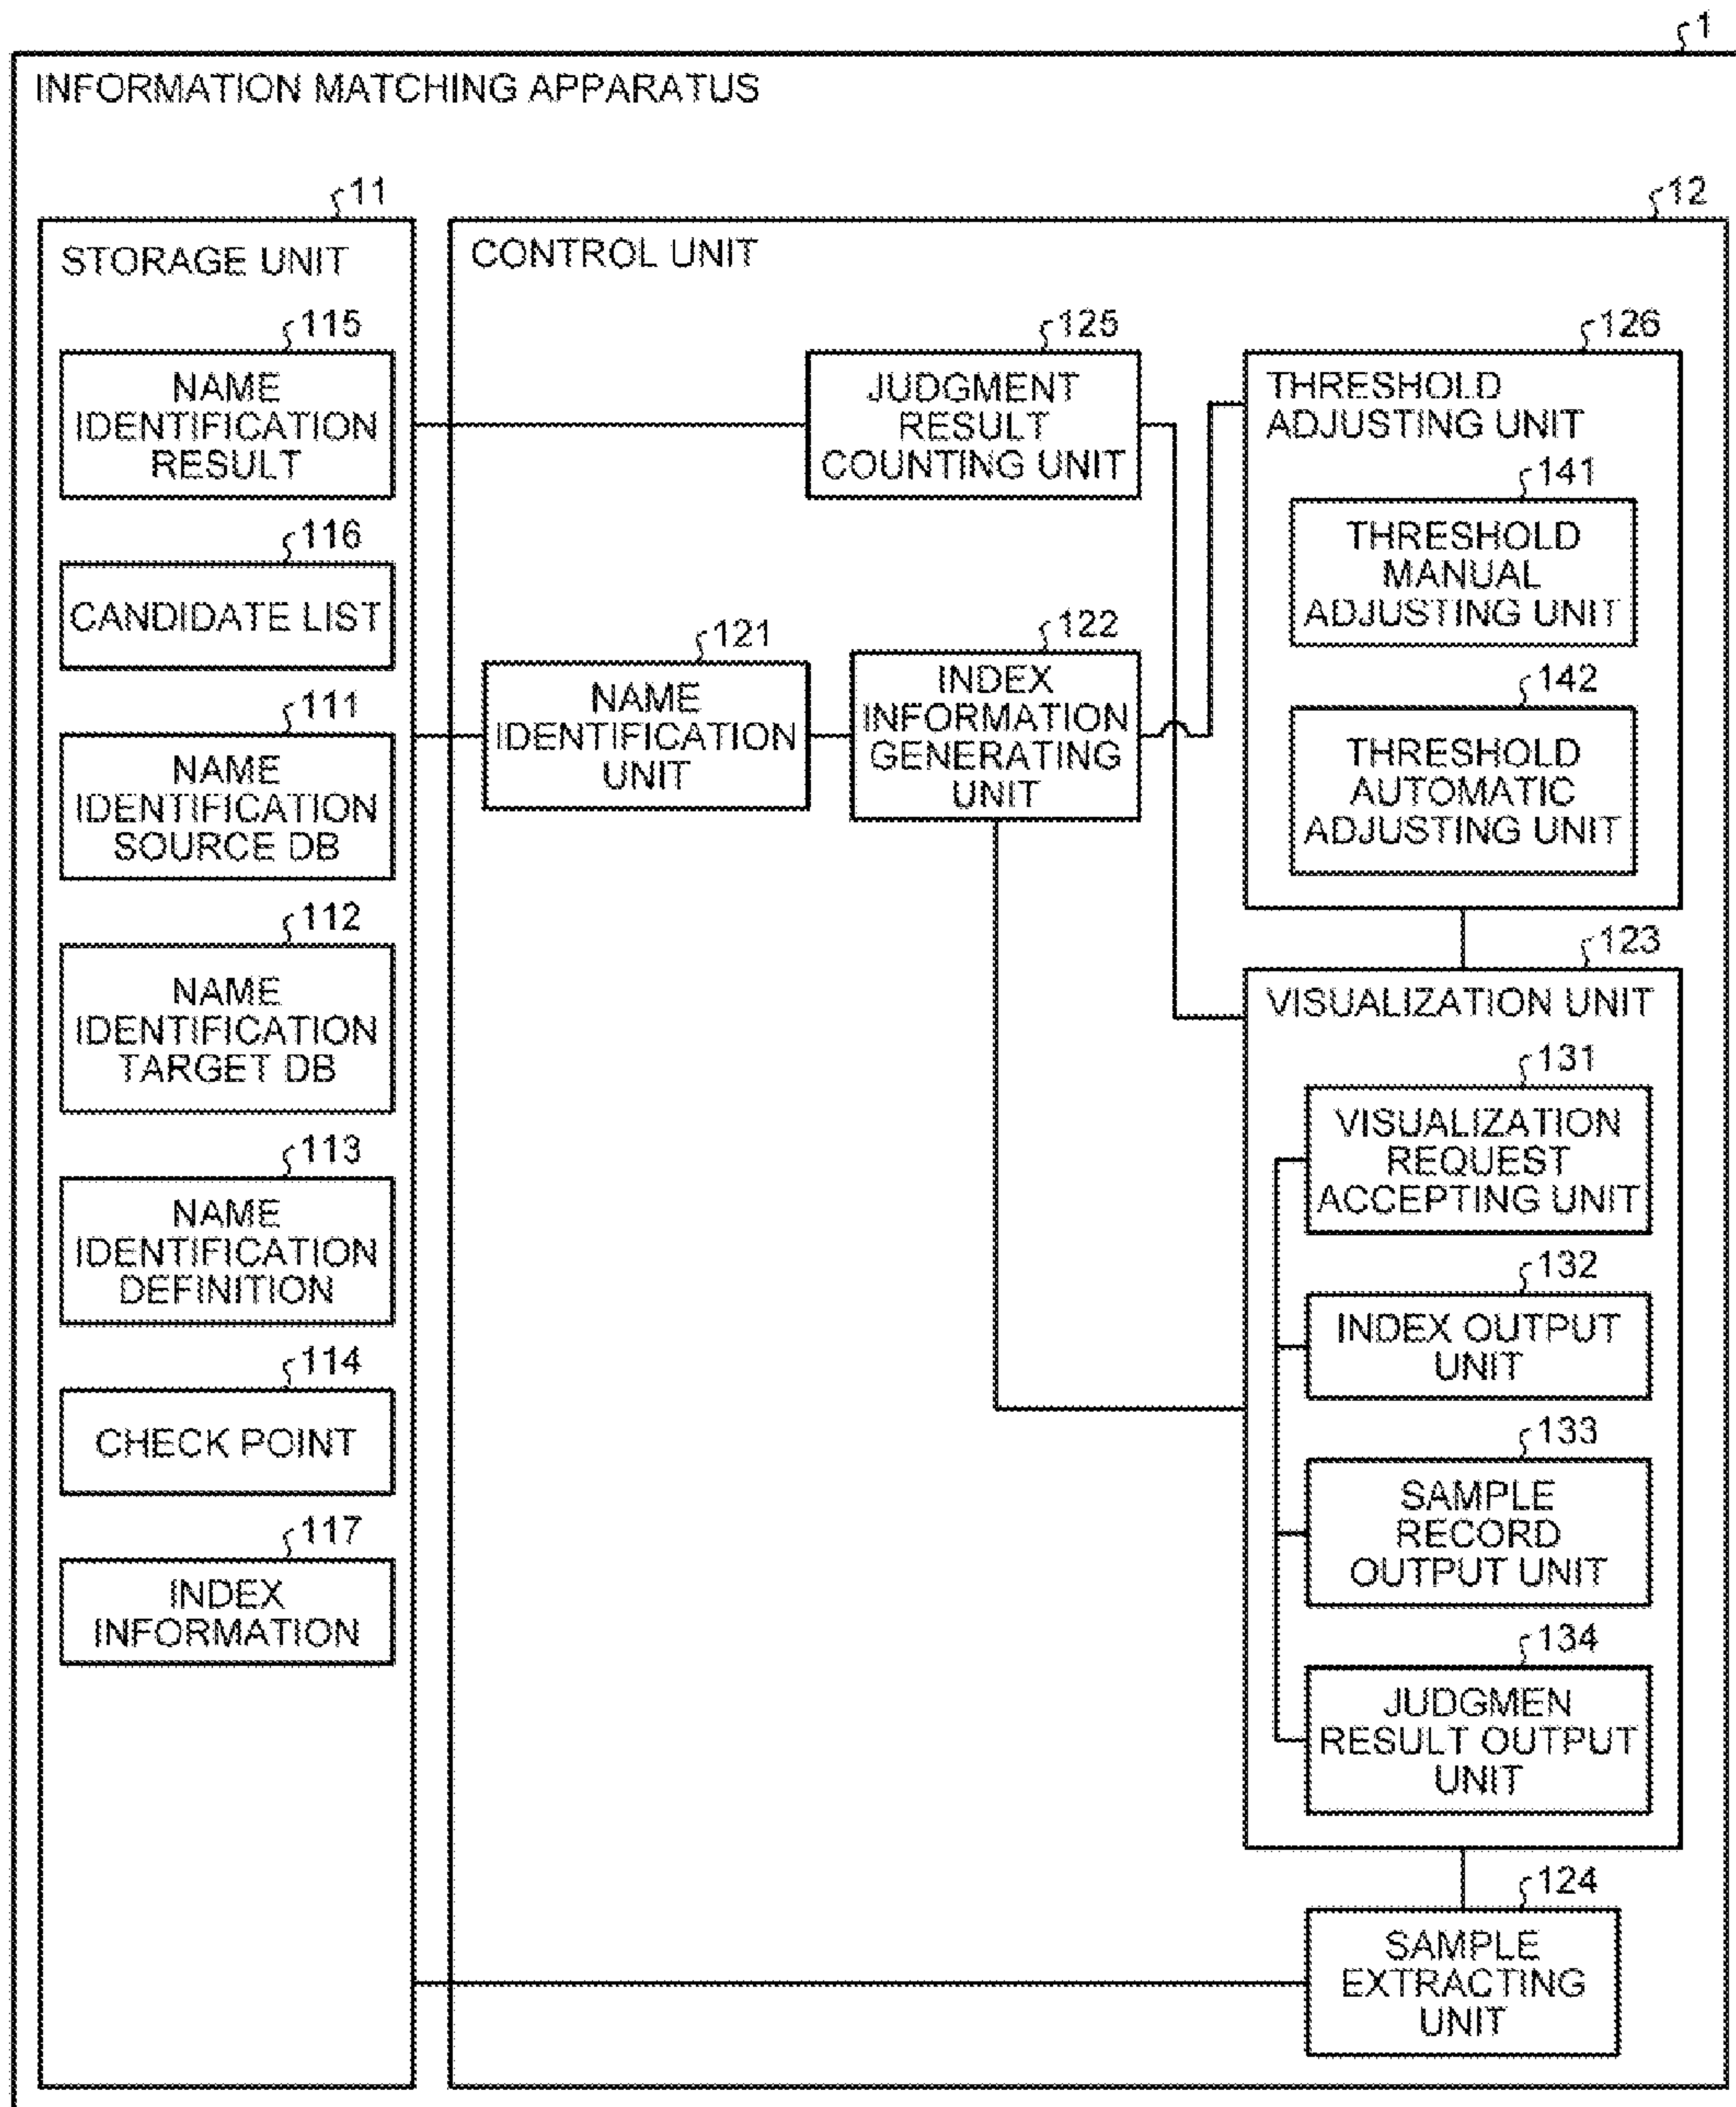 1
INFORMATION MATCHING APPARATUS
11
STORAGE UNIT
115
NAME
IDENTIFICATION
RESULT
116
CANDIDATE LIST
111
NAME
IDENTIFICATION
SOURCE DB
112
NAME
IDENTIFICATION
TARGET DB
113
NAME
IDENTIFICATION
DEFINITION
114
CHECK POINT
117
INDEX
INFORMATION
12
CONTROL UNIT
125
JUDGMENT
RESULT
COUNTING UNIT
121
NAME
IDENTIFICATION
UNIT
122
INDEX
INFORMATION
GENERATING
UNIT
126
THRESHOLD
ADJUSTING UNIT
141
THRESHOLD
MANUAL
ADJUSTING UNIT
142
THRESHOLD
AUTOMATIC
ADJUSTING UNIT
123
VISUALIZATION UNIT
131
VISUALIZATION
REQUEST
ACCEPTING UNIT
132
INDEX OUTPUT
UNIT
133
SAMPLE
RECORD
OUTPUT UNIT
134
JUDGMEN
RESULT OUTPUT
UNIT
124
SAMPLE
EXTRACTING
UNIT